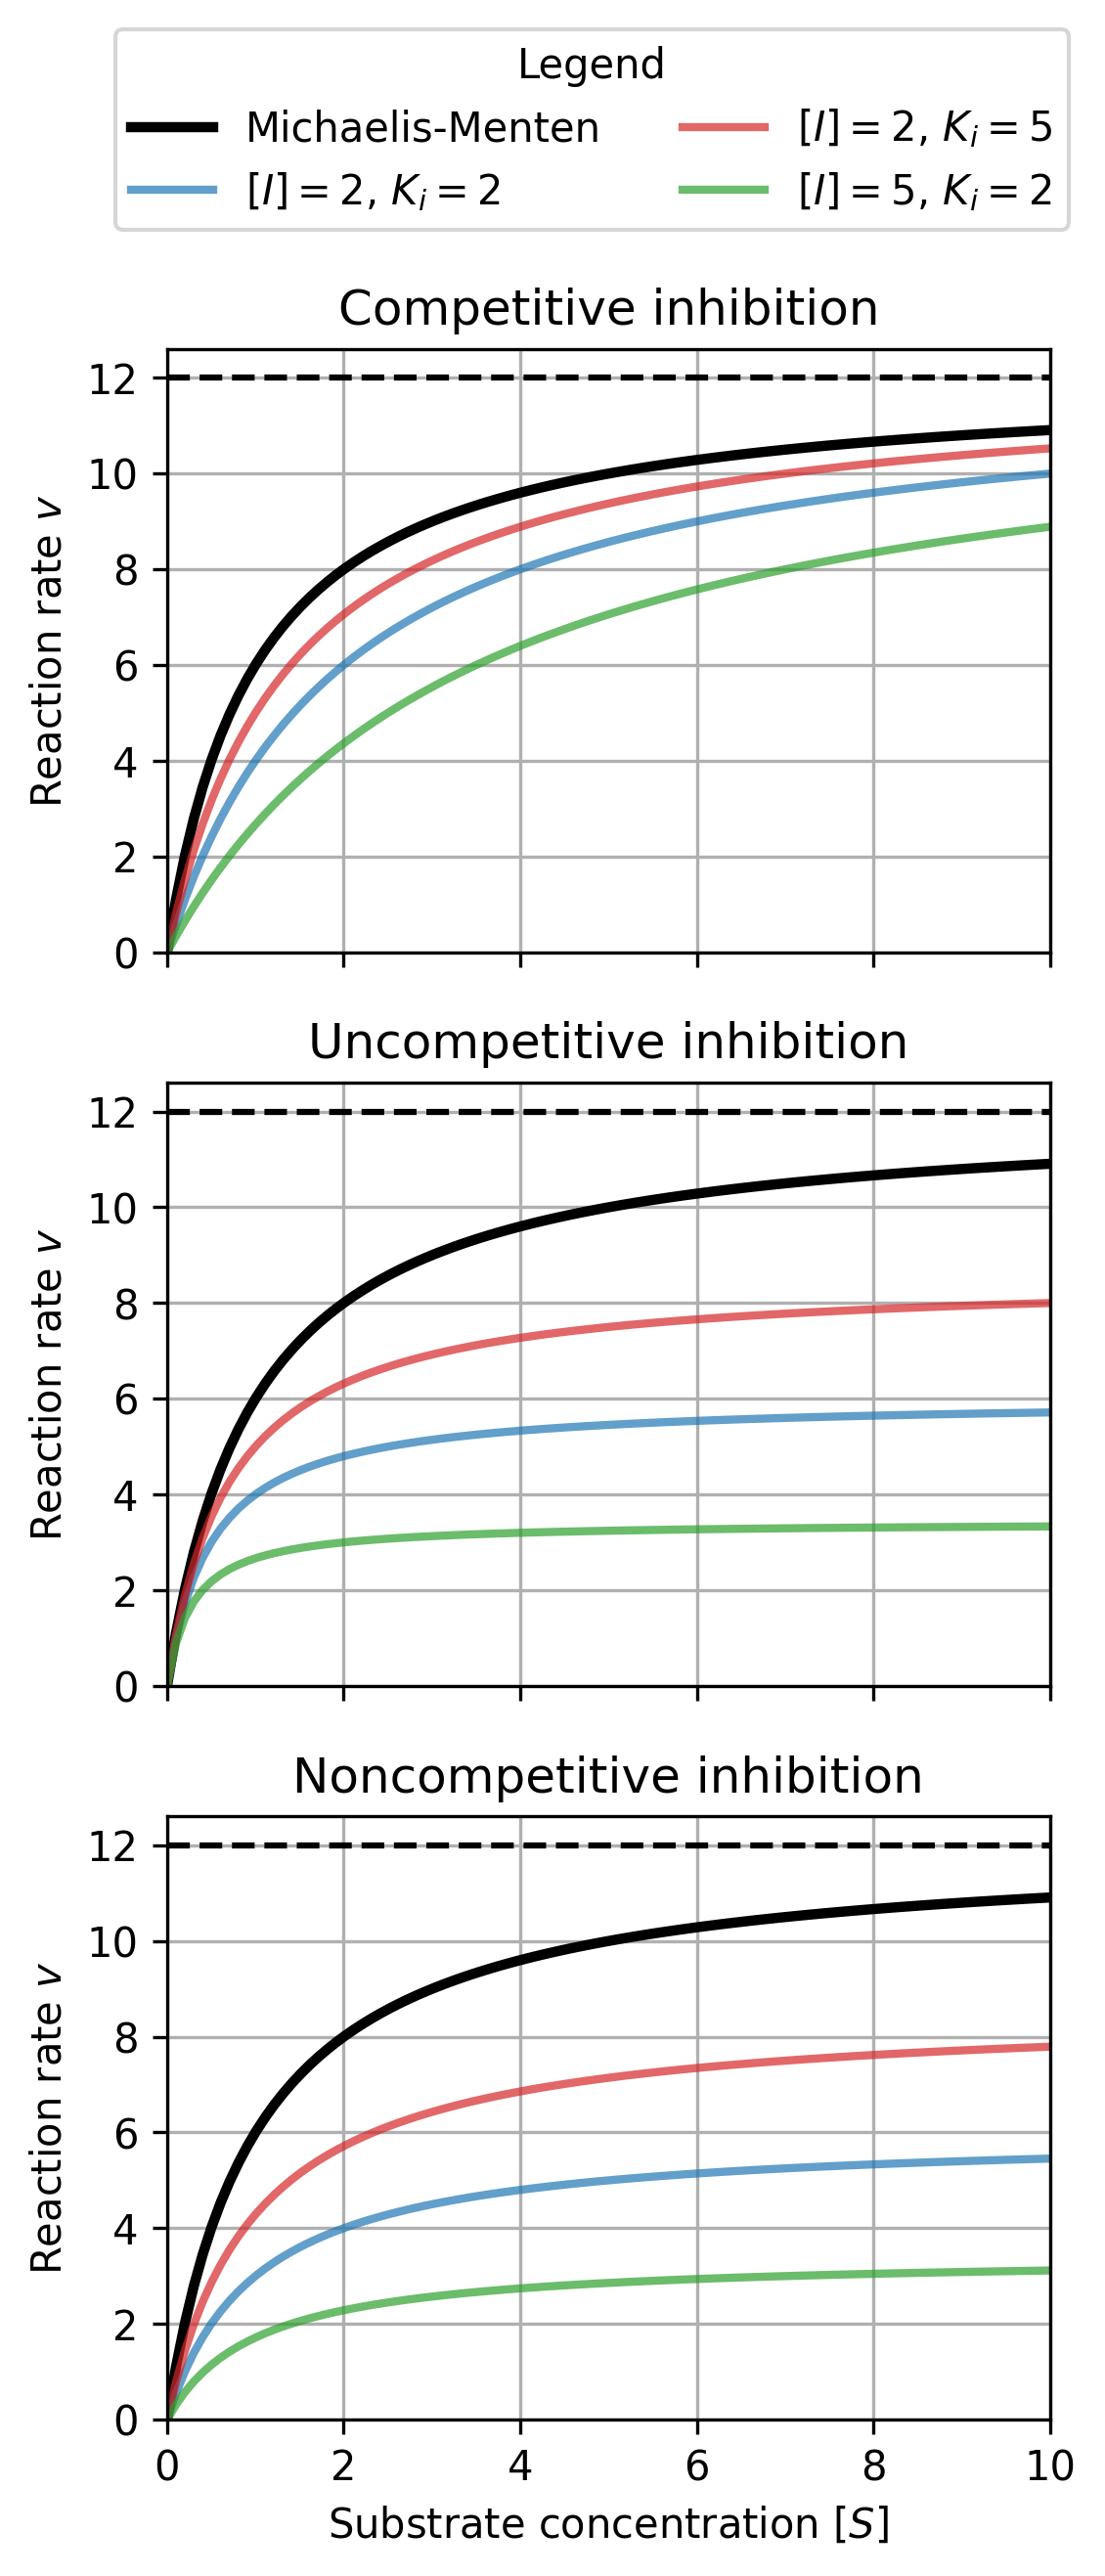 Legend
Michaelis-Menten
[I] = 2, K_i = 2
[I] = 2, K_i = 5
[I] = 5, K_i = 2
Competitive inhibition
12
10
8
6
4
2
0
Reaction rate v
Uncompetitive inhibition
12
10
8
6
4
2
0
Reaction rate v
Noncompetitive inhibition
12
10
8
6
4
2
0
Reaction rate v
0 2 4 6 8 10
Substrate concentration [S]